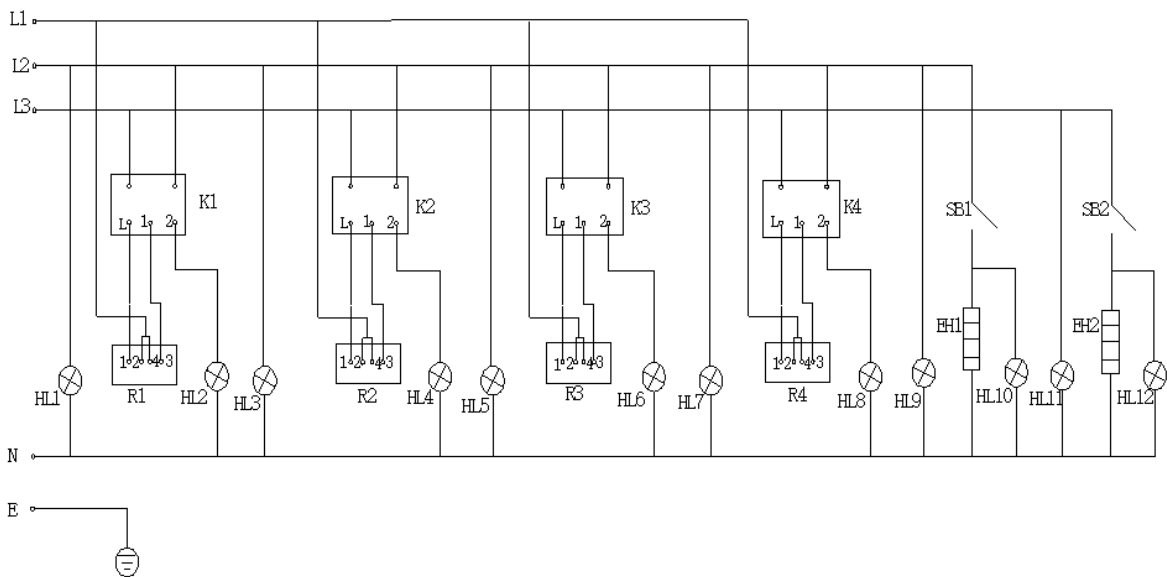 L1
L2
L3
K1
K2
K3
K4
L 1 2
L 1 2
L 1 2
L 1 2
SB1
SB2
EH1
EH2
1 2 4 3
1 2 4 3
1 2 4 3
1 2 4 3
R1
R2
R3
R4
HL1
HL2
HL3
HL4
HL5
HL6
HL7
HL8
HL9
HL10
HL11
HL12
N
E